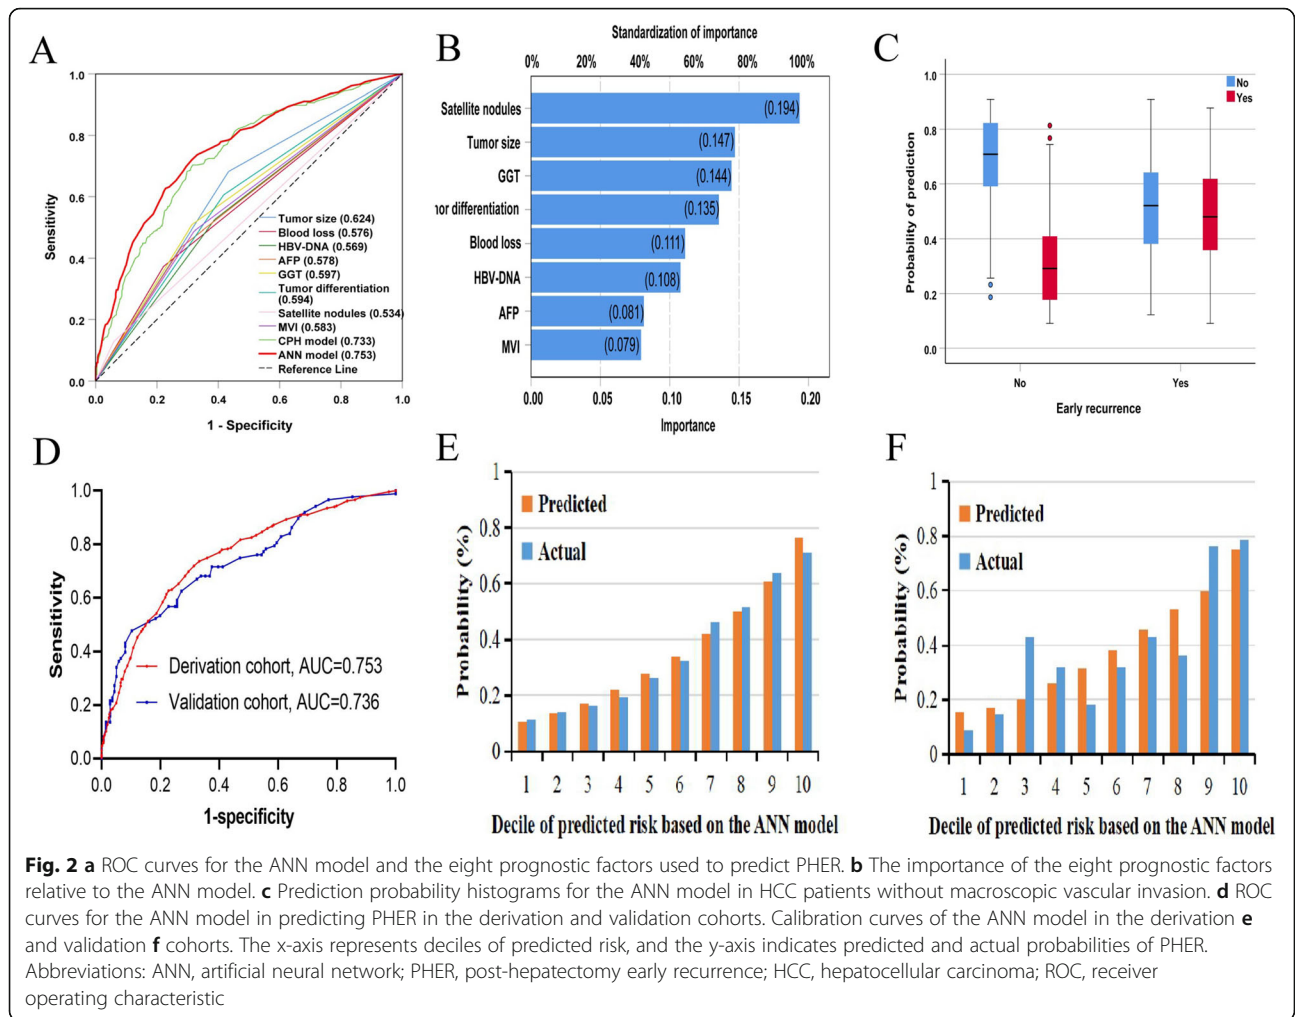 A
Sensitivity
1.0
0.8
0.6
0.4
0.2
0.0
0.0 0.2 0.4 0.6 0.8 1.0
1 - Specificity
Tumor size (0.624)
Blood loss (0.576)
HBV-DNA (0.569)
AFP (0.578)
GGT (0.597)
Tumor differentiation
(0.594)
Satellite nodules (0.534)
MVI (0.583)
CPH model (0.733)
ANN model (0.753)
Reference Line
B
Standardization of importance
0% 20% 40% 60% 80% 100%
Satellite nodules (0.194)
Tumor size (0.147)
GGT (0.144)
nor differentiation (0.135)
Blood loss (0.111)
HBV-DNA (0.108)
AFP (0.081)
MVI (0.079)
0.00 0.05 0.10 0.15 0.20
Importance
C
Probability of prediction
1.0
0.8
0.6
0.4
0.2
0.0
No
Yes
No Yes
Early recurrence
D
Sensitivity
1.0
0.8
0.6
0.4
0.2
0.0
0.0 0.2 0.4 0.6 0.8 1.0
1-specificity
Derivation cohort, AUC=0.753
Validation cohort, AUC=0.736
E
Probability (%)
1
0.8
0.6
0.4
0.2
0
Predicted
Actual
1 2 3 4 5 6 7 8 9 10
Decile of predicted risk based on the ANN model
F
Probability (%)
1
0.8
0.6
0.4
0.2
0
Predicted
Actual
1 2 3 4 5 6 7 8 9 10
Decile of predicted risk based on the ANN model
Fig. 2 a ROC curves for the ANN model and the eight prognostic factors used to predict PHER. b The importance of the eight prognostic factors
relative to the ANN model. c Prediction probability histograms for the ANN model in HCC patients without macroscopic vascular invasion. d ROC
curves for the ANN model in predicting PHER in the derivation and validation cohorts. Calibration curves of the ANN model in the derivation e
and validation f cohorts. The x-axis represents deciles of predicted risk, and the y-axis indicates predicted and actual probabilities of PHER.
Abbreviations: ANN, artificial neural network; PHER, post-hepatectomy early recurrence; HCC, hepatocellular carcinoma; ROC, receiver
operating characteristic